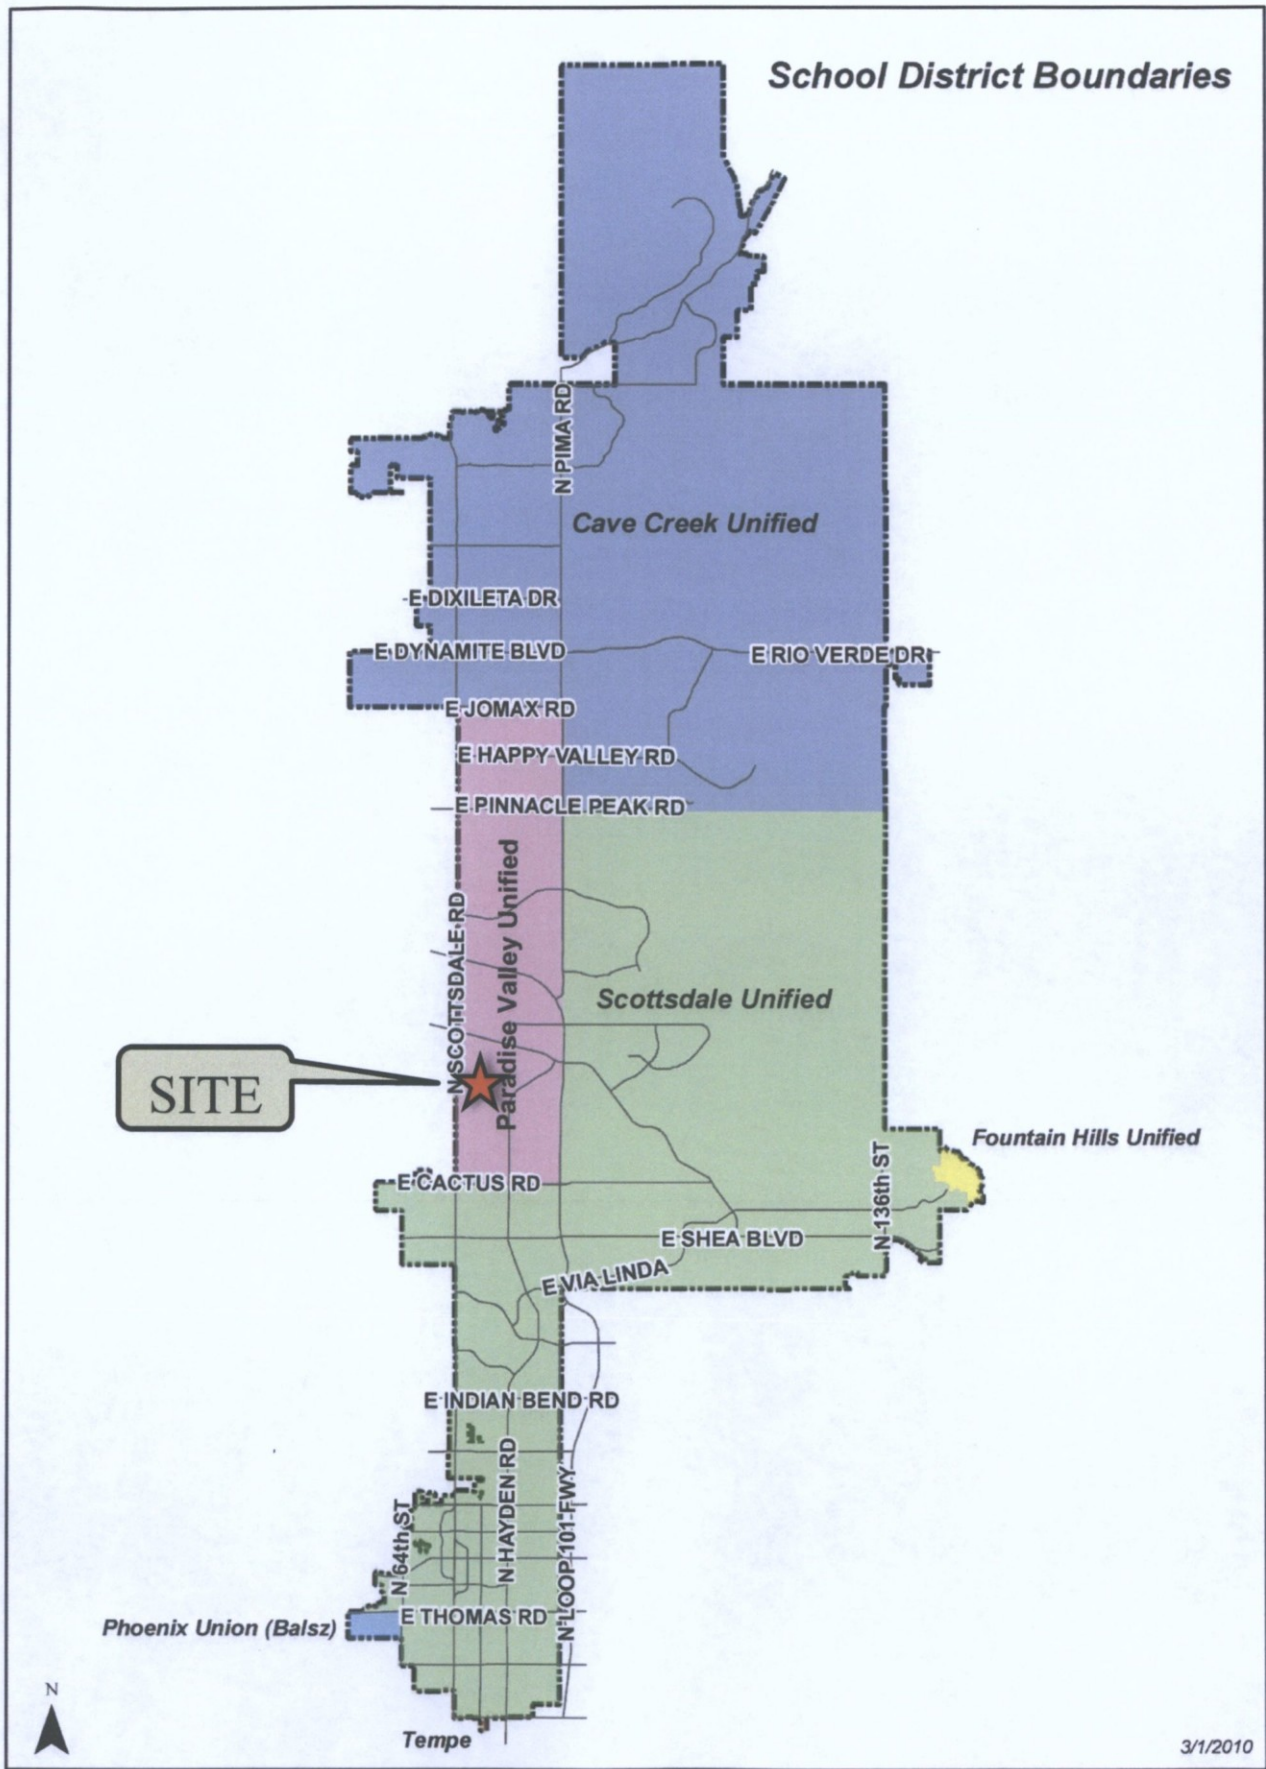 School District Boundaries
N PIMA RD
Cave Creek Unified
E DIXILETA DR
E DYNAMITE BLVD
E RIO VERDE DR
E JOMAX RD
E HAPPY VALLEY RD
E PINNACLE PEAK RD
N SCOTTSDALE RD
Paradise Valley Unified
Scottsdale Unified
SITE
Fountain Hills Unified
E CACTUS RD
N 136th ST
E SHEA BLVD
E VIA LINDA
E INDIAN BEND RD
N HAYDEN RD
N LOOP 101 FWY
N 64th ST
E THOMAS RD
Phoenix Union (Balsz)
N
Tempe
3/1/2010